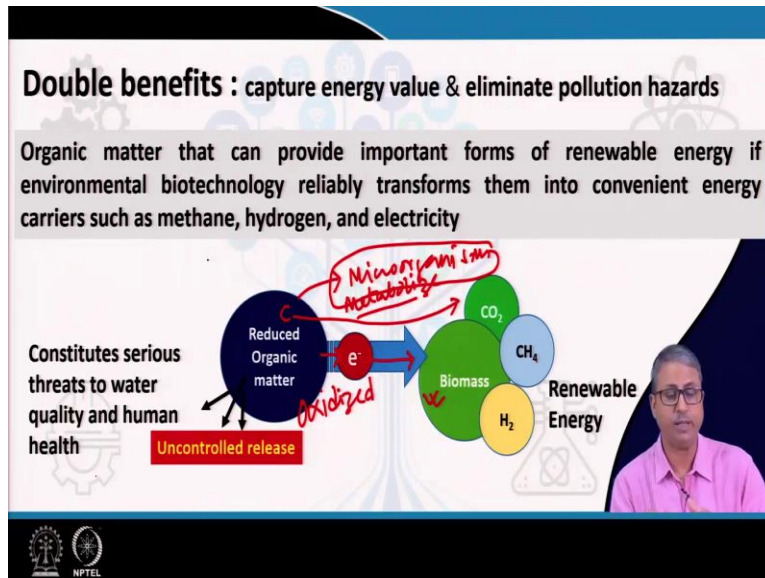 Double benefits : capture energy value & eliminate pollution hazards
Organic matter that can provide important forms of renewable energy if
environmental biotechnology reliably transforms them into convenient energy
carriers such as methane, hydrogen, and electricity
Microorganism
Metabolize
C
CO2
Reduced
Organic
matter
e-
CH4
Constitutes serious
threats to water
quality and human
health
oxidized
Biomass
Renewable
Energy
H2
Uncontrolled release
NPTEL